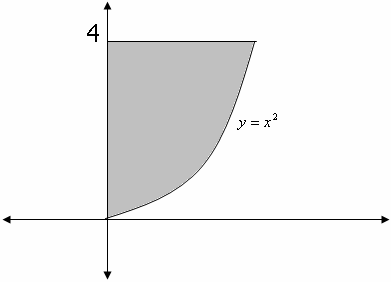 4
y = x²